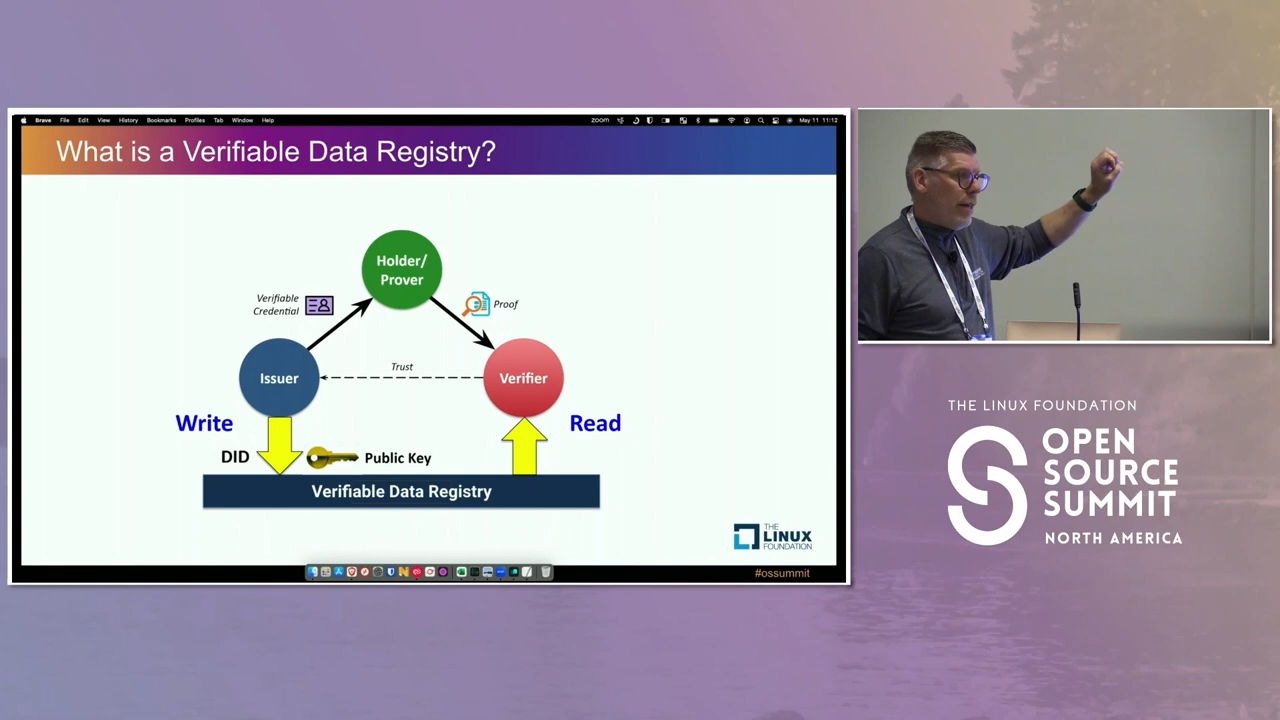 Brave File Edit View History Bookmarks Profiles Tab Window Help
zoom
May 11 11:12
What is a Verifiable Data Registry?
Holder/
Prover
Verifiable
Credential
Proof
Issuer
Trust
Verifier
Write
Read
DID
Public Key
Verifiable Data Registry
THE
LINUX
FOUNDATION
#ossummit
THE LINUX FOUNDATION
OPEN
SOURCE
SUMMIT
NORTH AMERICA